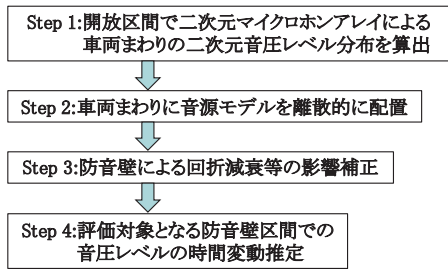 Step 1:開放区間で二次元マイクロホンアレイによる
車両まわりの二次元音圧レベル分布を算出
Step 2:車両まわりに音源モデルを離散的に配置
Step 3:防音壁による回折減衰等の影響補正
Step 4:評価対象となる防音壁区間での
音圧レベルの時間変動推定